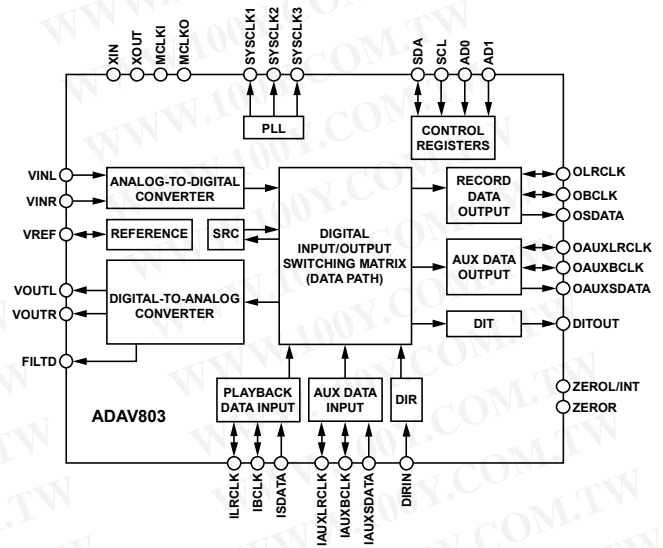 XIN
XOUT
MCLKI
MCLKO
SYSCLK1
SYSCLK2
SYSCLK3
SDA
SCL
AD0
AD1
PLL
CONTROL
REGISTERS
VINL
VINR
ANALOG-TO-DIGITAL
CONVERTER
VREF
REFERENCE
SRC
DIGITAL
INPUT/OUTPUT
SWITCHING MATRIX
(DATA PATH)
RECORD
DATA
OUTPUT
OLRCLK
OBCLK
OSDATA
VOUTL
VOUTR
DIGITAL-TO-ANALOG
CONVERTER
AUX DATA
OUTPUT
OAUXLRCLK
OAUXBCLK
OAUXSDATA
DIT
DITOUT
FILTD
PLAYBACK
DATA INPUT
AUX DATA
INPUT
DIR
ZEROL/INT
ZEROR
ADAV803
ILRCLK
IBCLK
ISDATA
IAUXLRCLK
IAUXBCLK
IAUXSDATA
DIRIN
WWW.100Y.COM.TW